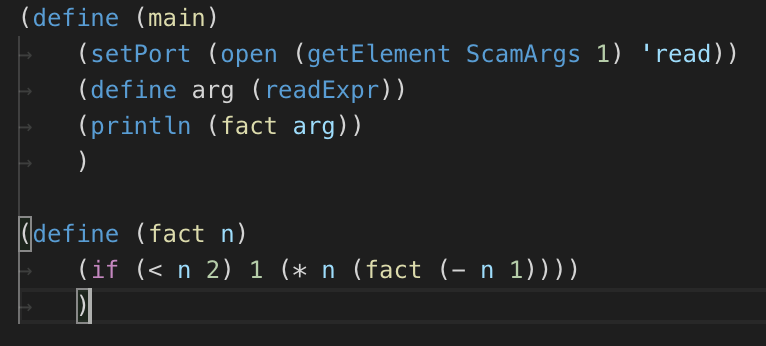 (define (main)
(setPort (open (getElement ScamArgs 1) 'read))
(define arg (readExpr))
(println (fact arg))
)
(define (fact n)
(if (< n 2) 1 (* n (fact (- n 1))))
)